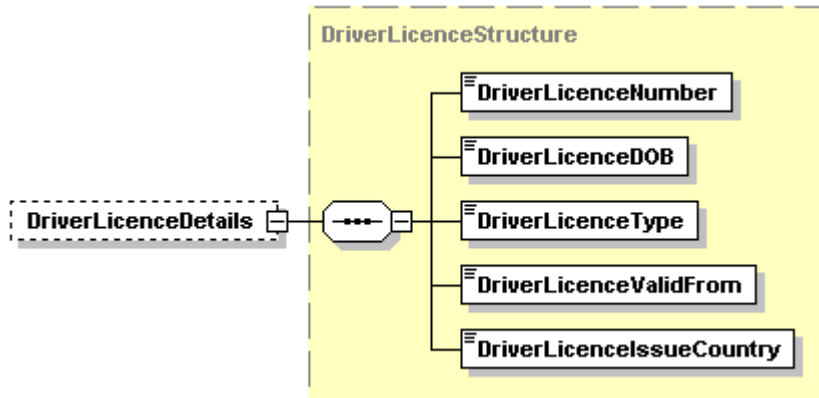 DriverLicenceStructure
DriverLicenceNumber
DriverLicenceDOB
DriverLicenceDetails
DriverLicenceType
DriverLicenceValidFrom
DriverLicenceIssueCountry